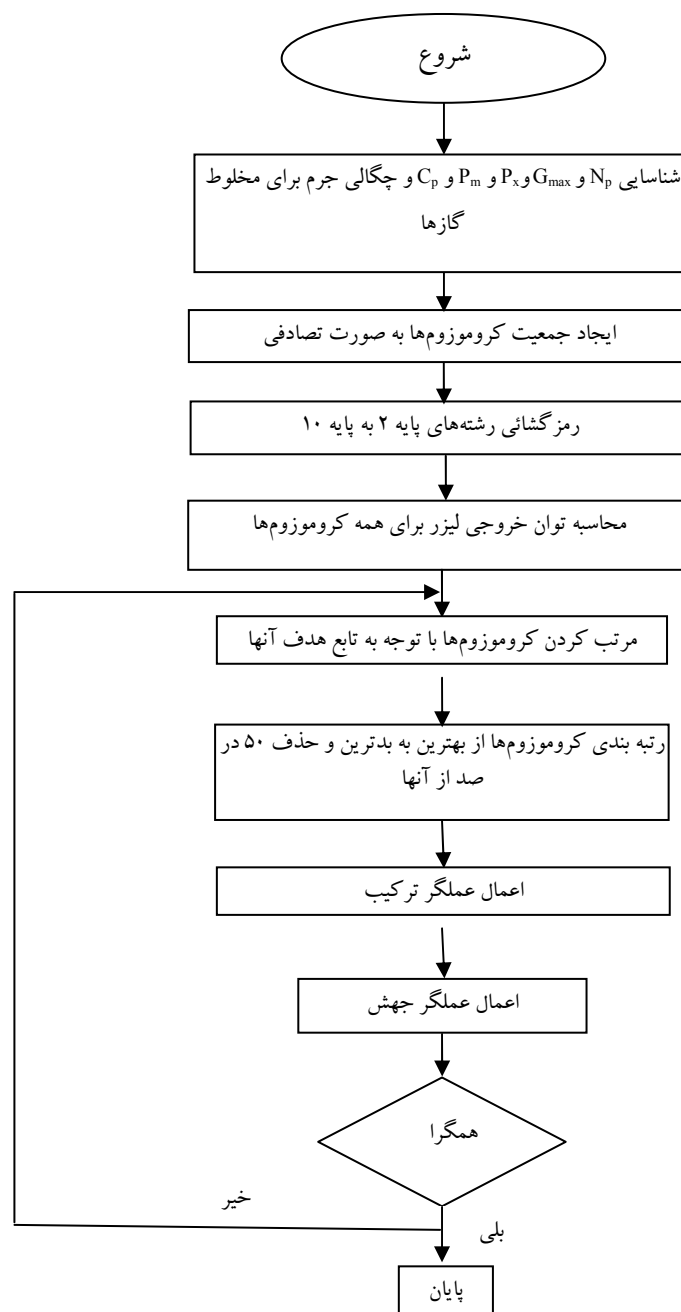 شروع
شناسایی Np و Gmax وPx و Pm و Cp و چگالی جرم برای مخلوط
گازها
ایجاد جمعیت کروموزوم‌ها به صورت تصادفی
رمزگشائی رشته‌های پایه ۲ به پایه ۱۰
محاسبه توان خروجی لیزر برای همه کروموزوم‌ها
مرتب کردن کروموزوم‌ها با توجه به تابع هدف آنها
رتبه بندی کروموزوم‌ها از بهترین به بدترین و حذف ۵۰ در
صد از آنها
اعمال عملگر ترکیب
اعمال عملگر جهش
همگرا
خیر
بلی
پایان